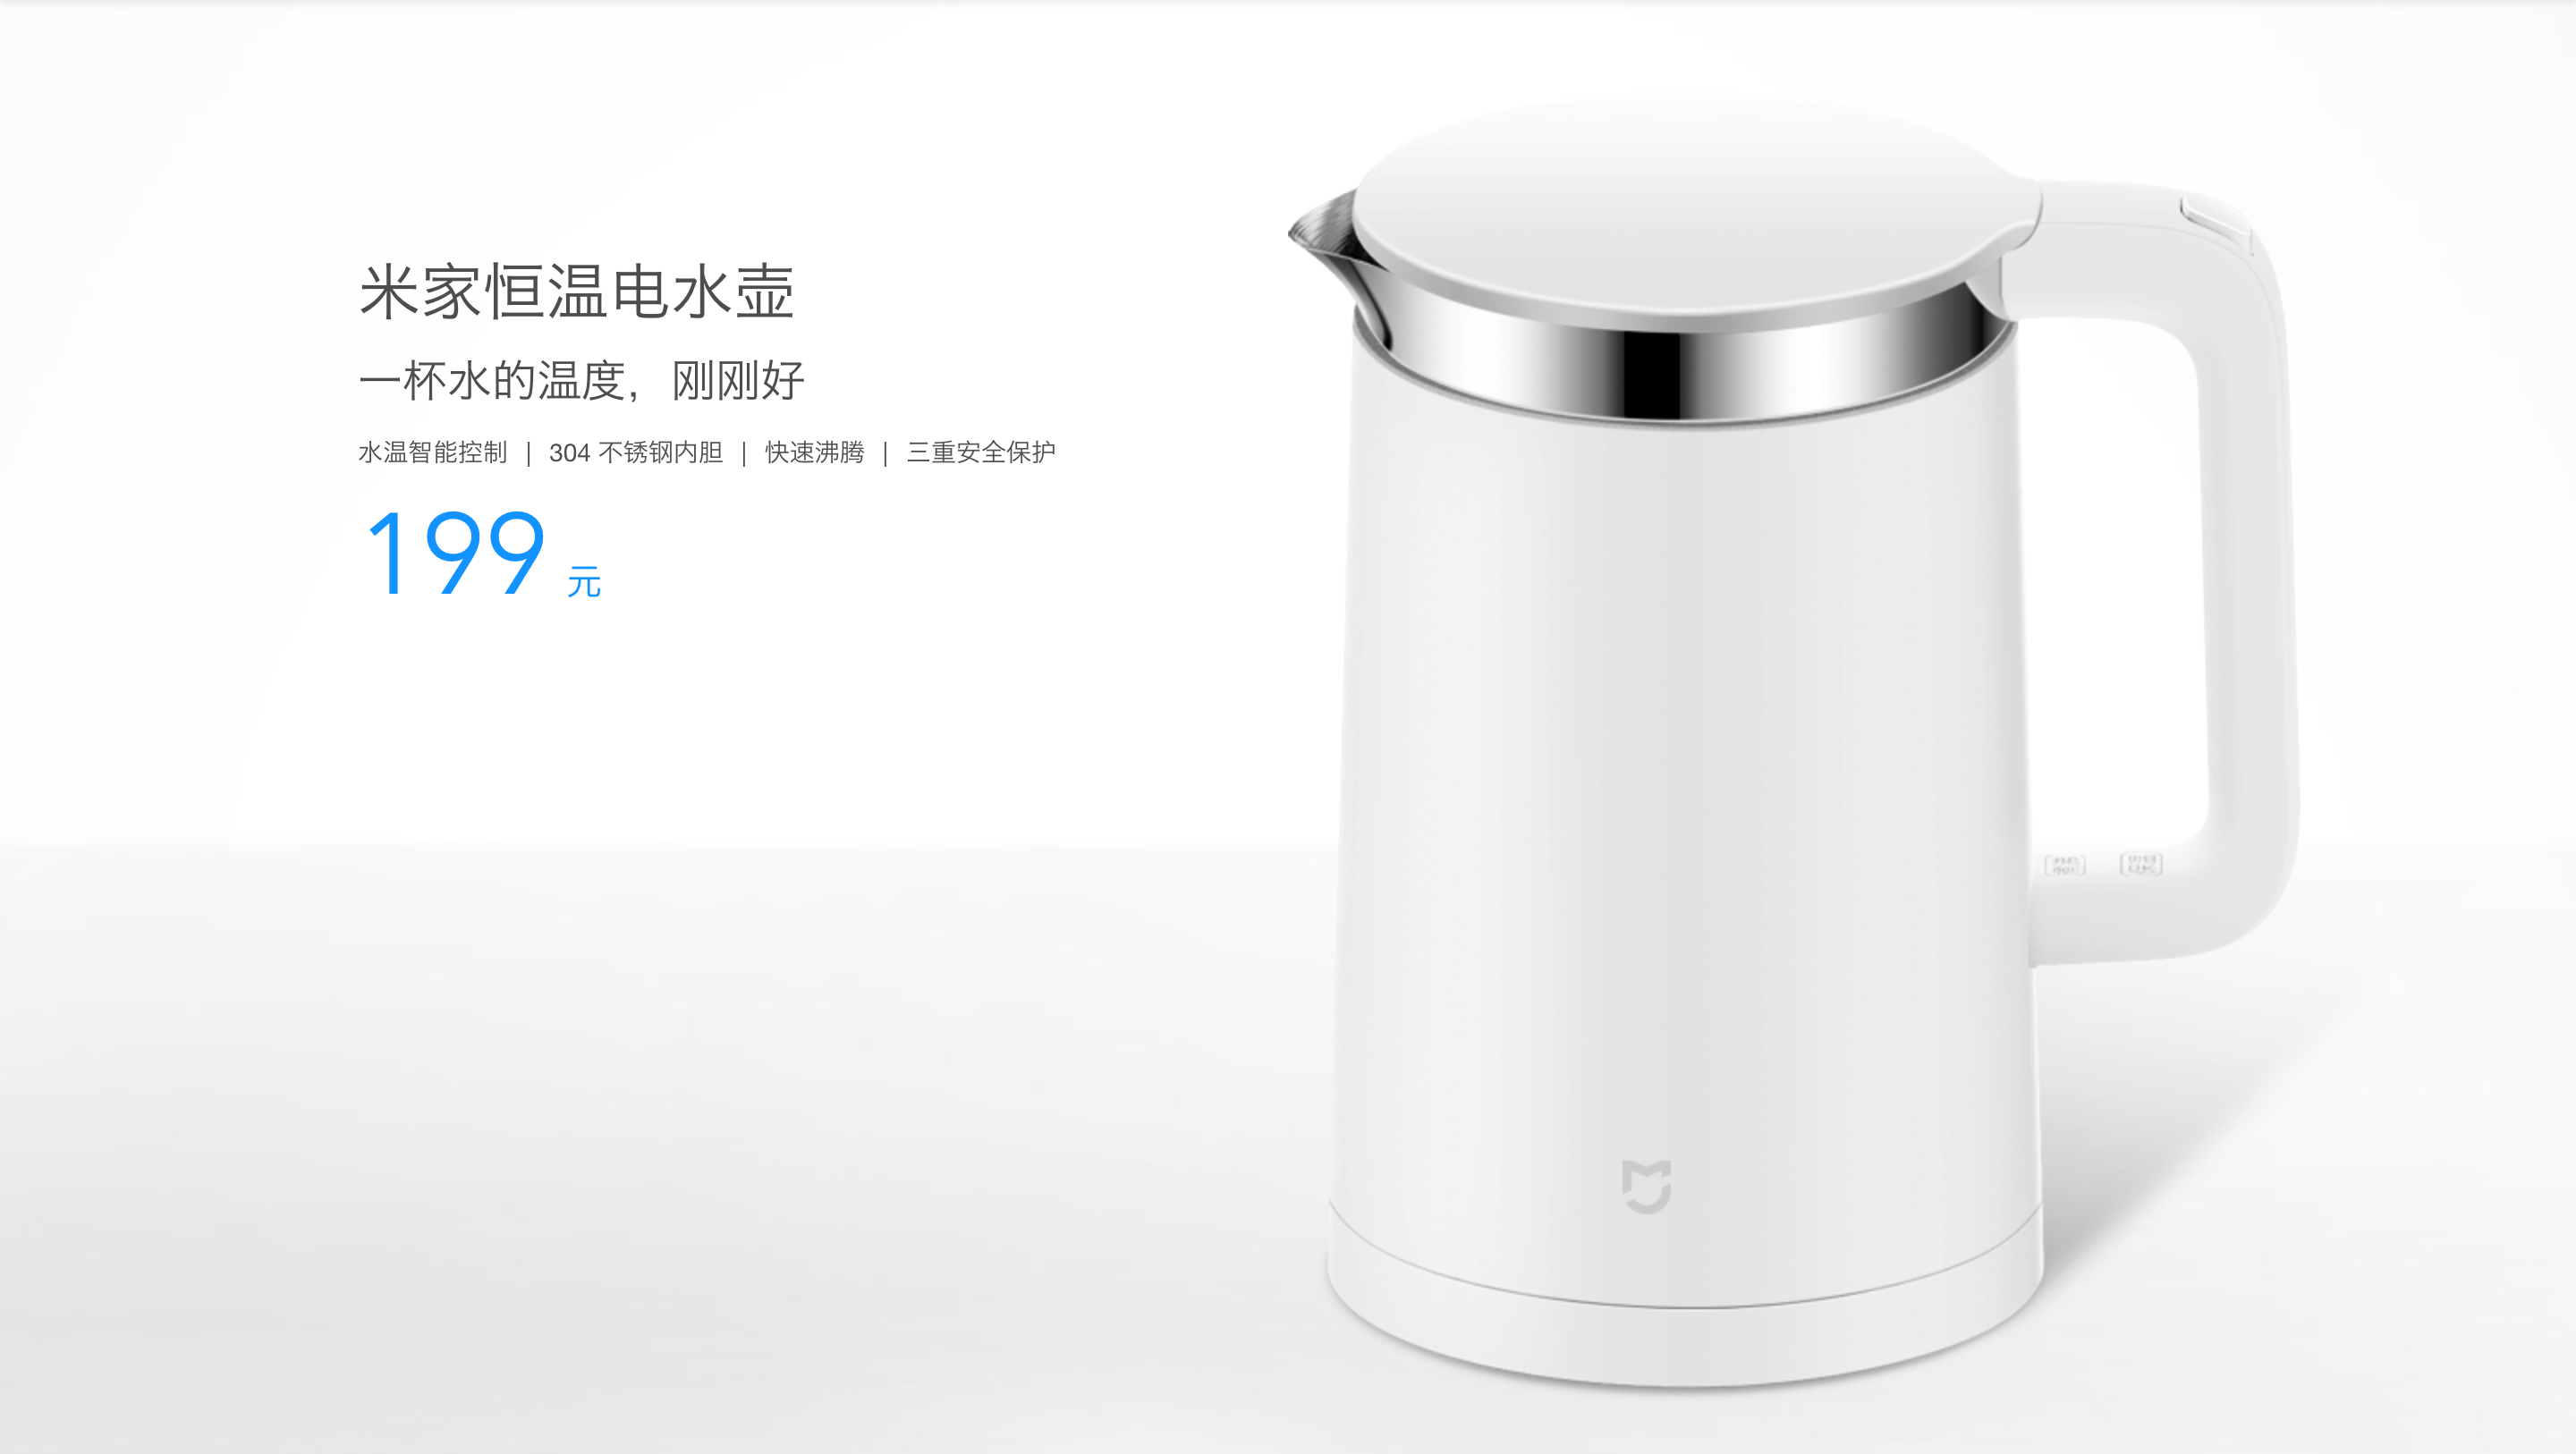 米家恒温电水壶
一杯水的温度，刚刚好
水温智能控制 | 304 不锈钢内胆 | 快速沸腾 | 三重安全保护
199 元